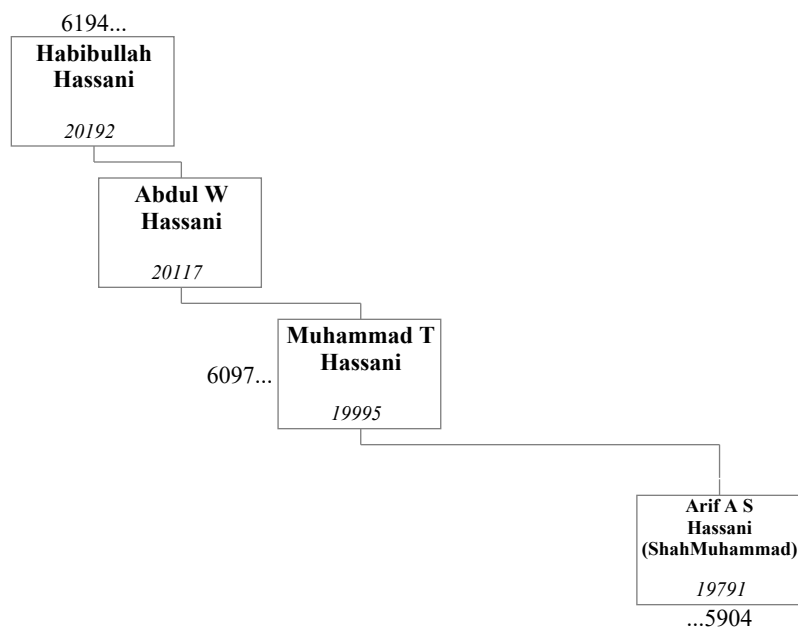 6194...
Habibullah
Hassani
20192
Abdul W
Hassani
20117
Muhammad T
Hassani
6097...
19995
Arif A S
Hassani
(ShahMuhammad)
19791
...5904